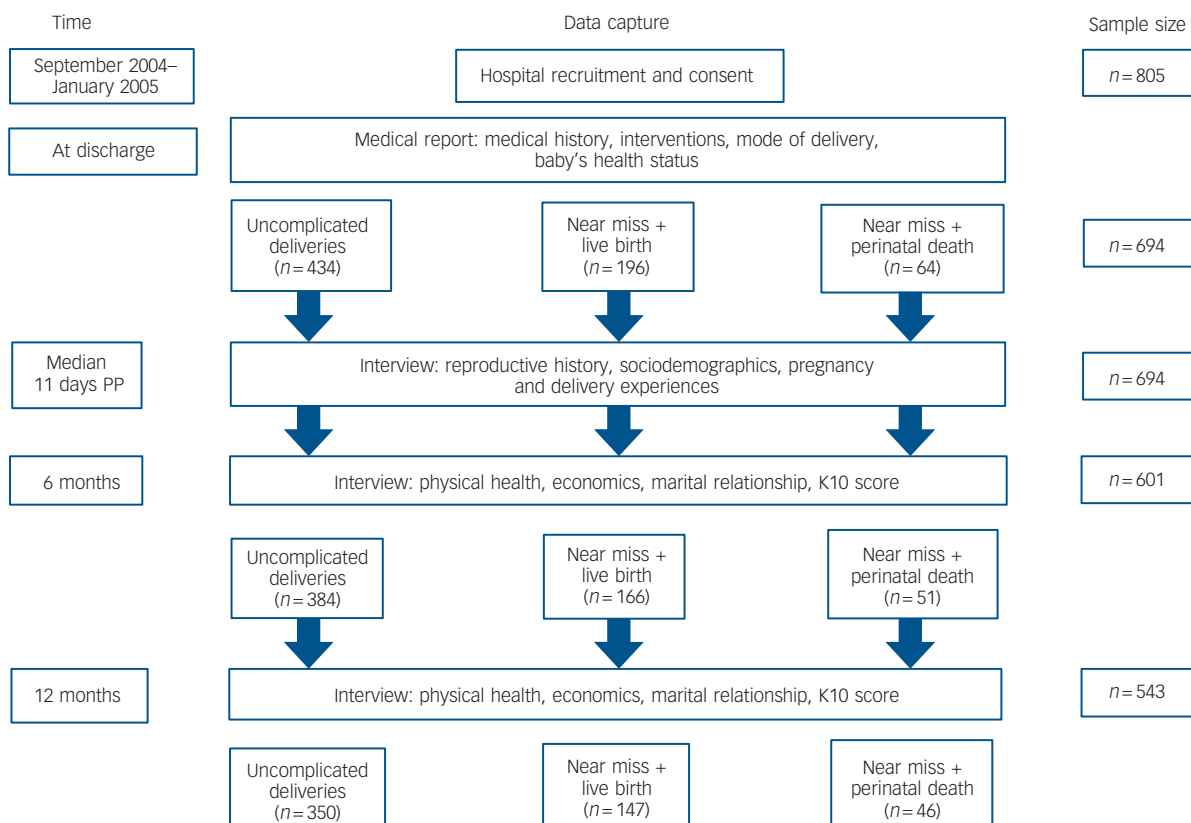 Time
Data capture
Sample size
September 2004–
January 2005
Hospital recruitment and consent
n=805
At discharge
Medical report: medical history, interventions, mode of delivery,
baby's health status
Uncomplicated
deliveries
(n=434)
Near miss +
live birth
(n=196)
Near miss +
perinatal death
(n=64)
n=694
Median
11 days PP
Interview: reproductive history, sociodemographics, pregnancy
and delivery experiences
n=694
6 months
Interview: physical health, economics, marital relationship, K10 score
n=601
Uncomplicated
deliveries
(n=384)
Near miss +
live birth
(n=166)
Near miss +
perinatal death
(n=51)
12 months
Interview: physical health, economics, marital relationship, K10 score
n=543
Uncomplicated
deliveries
(n=350)
Near miss +
live birth
(n=147)
Near miss +
perinatal death
(n=46)